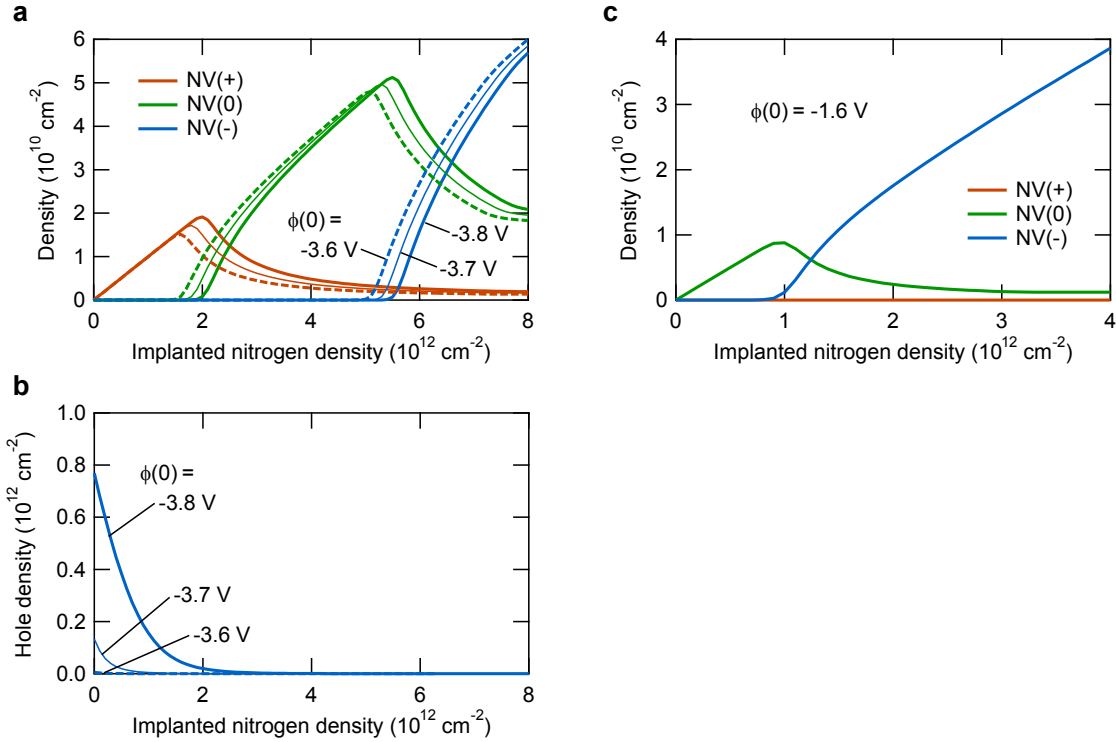 a
6
5
4
3
2
1
0
Density (10^10 cm^-2)
NV(+)
NV(0)
NV(-)
ϕ(0) =
-3.6 V
-3.8 V
-3.7 V
0 2 4 6 8
Implanted nitrogen density (10^12 cm^-2)
c
4
3
2
1
0
Density (10^10 cm^-2)
ϕ(0) = -1.6 V
NV(+)
NV(0)
NV(-)
0 1 2 3 4
Implanted nitrogen density (10^12 cm^-2)
b
1.0
0.8
0.6
0.4
0.2
0.0
Hole density (10^12 cm^-2)
ϕ(0) =
-3.8 V
-3.7 V
-3.6 V
0 2 4 6 8
Implanted nitrogen density (10^12 cm^-2)